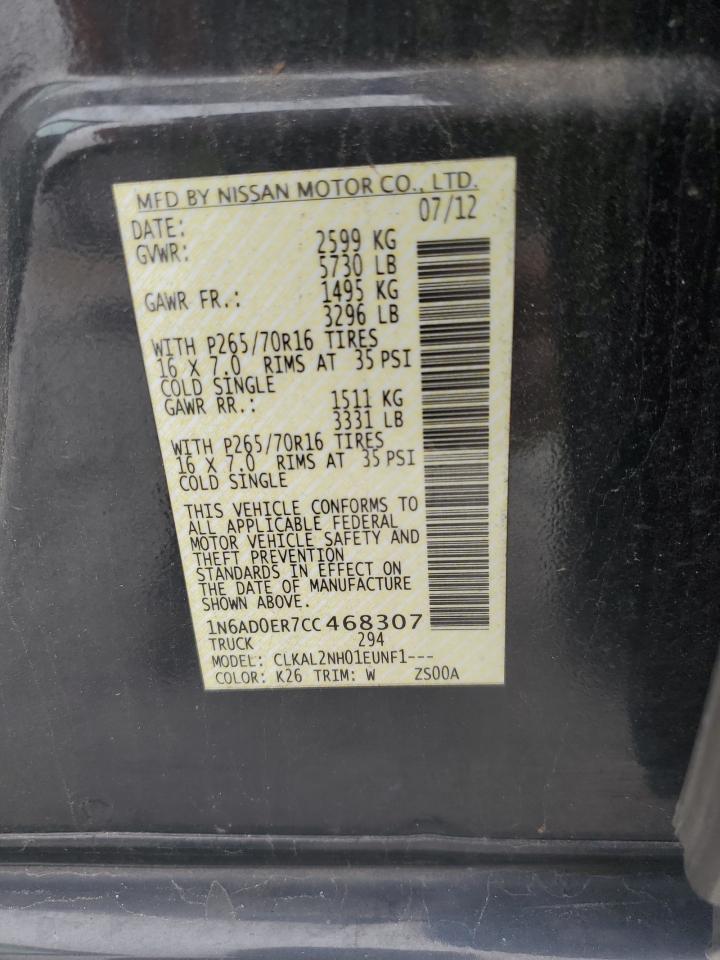 MFD BY NISSAN MOTOR CO., LTD.
DATE: 07/12
GVWR: 2599 KG
5730 LB
GAWR FR.: 1495 KG
3296 LB
WITH P265/70R16 TIRES
16 X 7.0 RIMS AT 35 PSI
COLD SINGLE
GAWR RR.: 1511 KG
3331 LB
WITH P265/70R16 TIRES
16 X 7.0 RIMS AT 35 PSI
COLD SINGLE
THIS VEHICLE CONFORMS TO
ALL APPLICABLE FEDERAL
MOTOR VEHICLE SAFETY AND
THEFT PREVENTION
STANDARDS IN EFFECT ON
THE DATE OF MANUFACTURE
SHOWN ABOVE.
1N6AD0ER7CC468307
TRUCK 294
MODEL: CLKAL2NH01EUNF1---
COLOR: K26 TRIM: W ZS00A